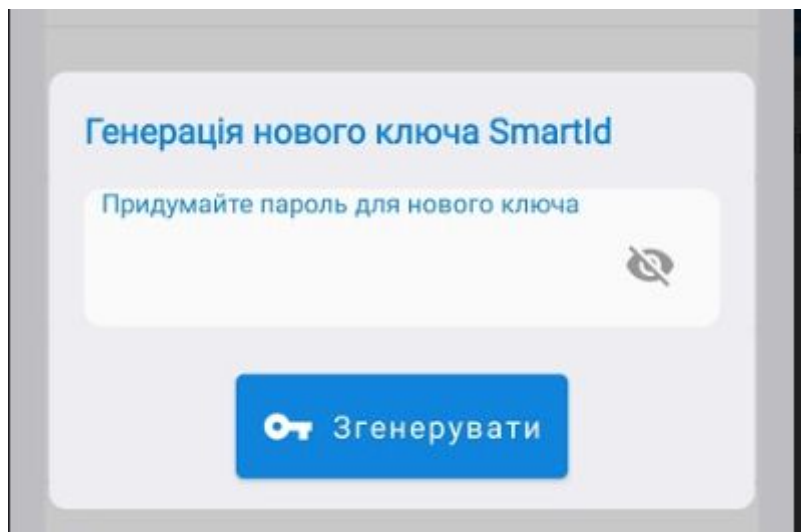 Генерація нового ключа SmartId
Придумайте пароль для нового ключа
Згенерувати